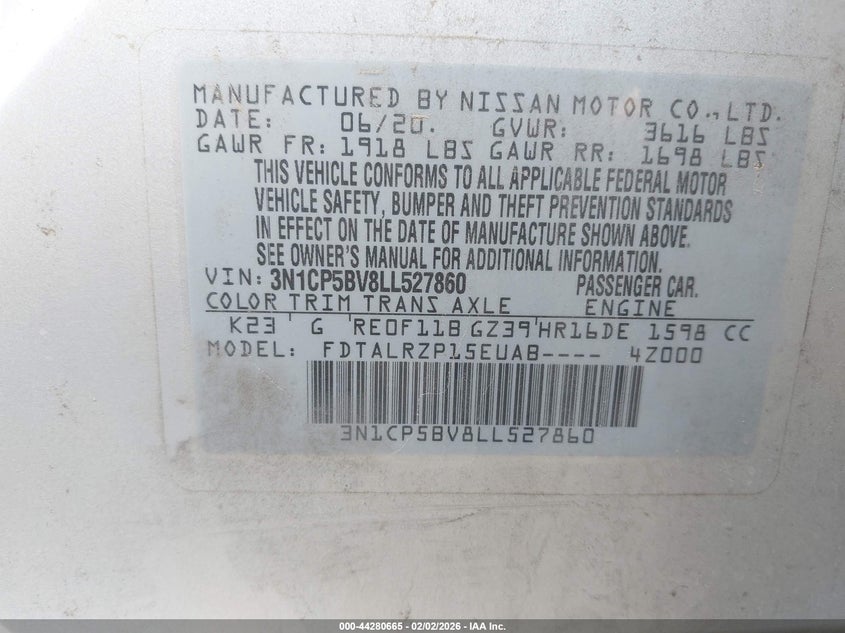 MANUFACTURED BY NISSAN MOTOR CO., LTD.
DATE: 06/20. GVWR: 3616 LBS
GAWR FR: 1918 LBS GAWR RR: 1698 LBS
THIS VEHICLE CONFORMS TO ALL APPLICABLE FEDERAL MOTOR
VEHICLE SAFETY, BUMPER AND THEFT PREVENTION STANDARDS
IN EFFECT ON THE DATE OF MANUFACTURE SHOWN ABOVE.
SEE OWNER'S MANUAL FOR ADDITIONAL INFORMATION.
VIN: 3N1CP5BV8LL527860 PASSENGER CAR.
COLOR TRIM TRANS AXLE ENGINE
K23 G RE0F11B GZ39 HR16DE 1598 CC
MODEL: FDTALRZP15EUAB---- 4Z000
3N1CP5BV8LL527860
000-44280665 - 02/02/2026 - IAA Inc.